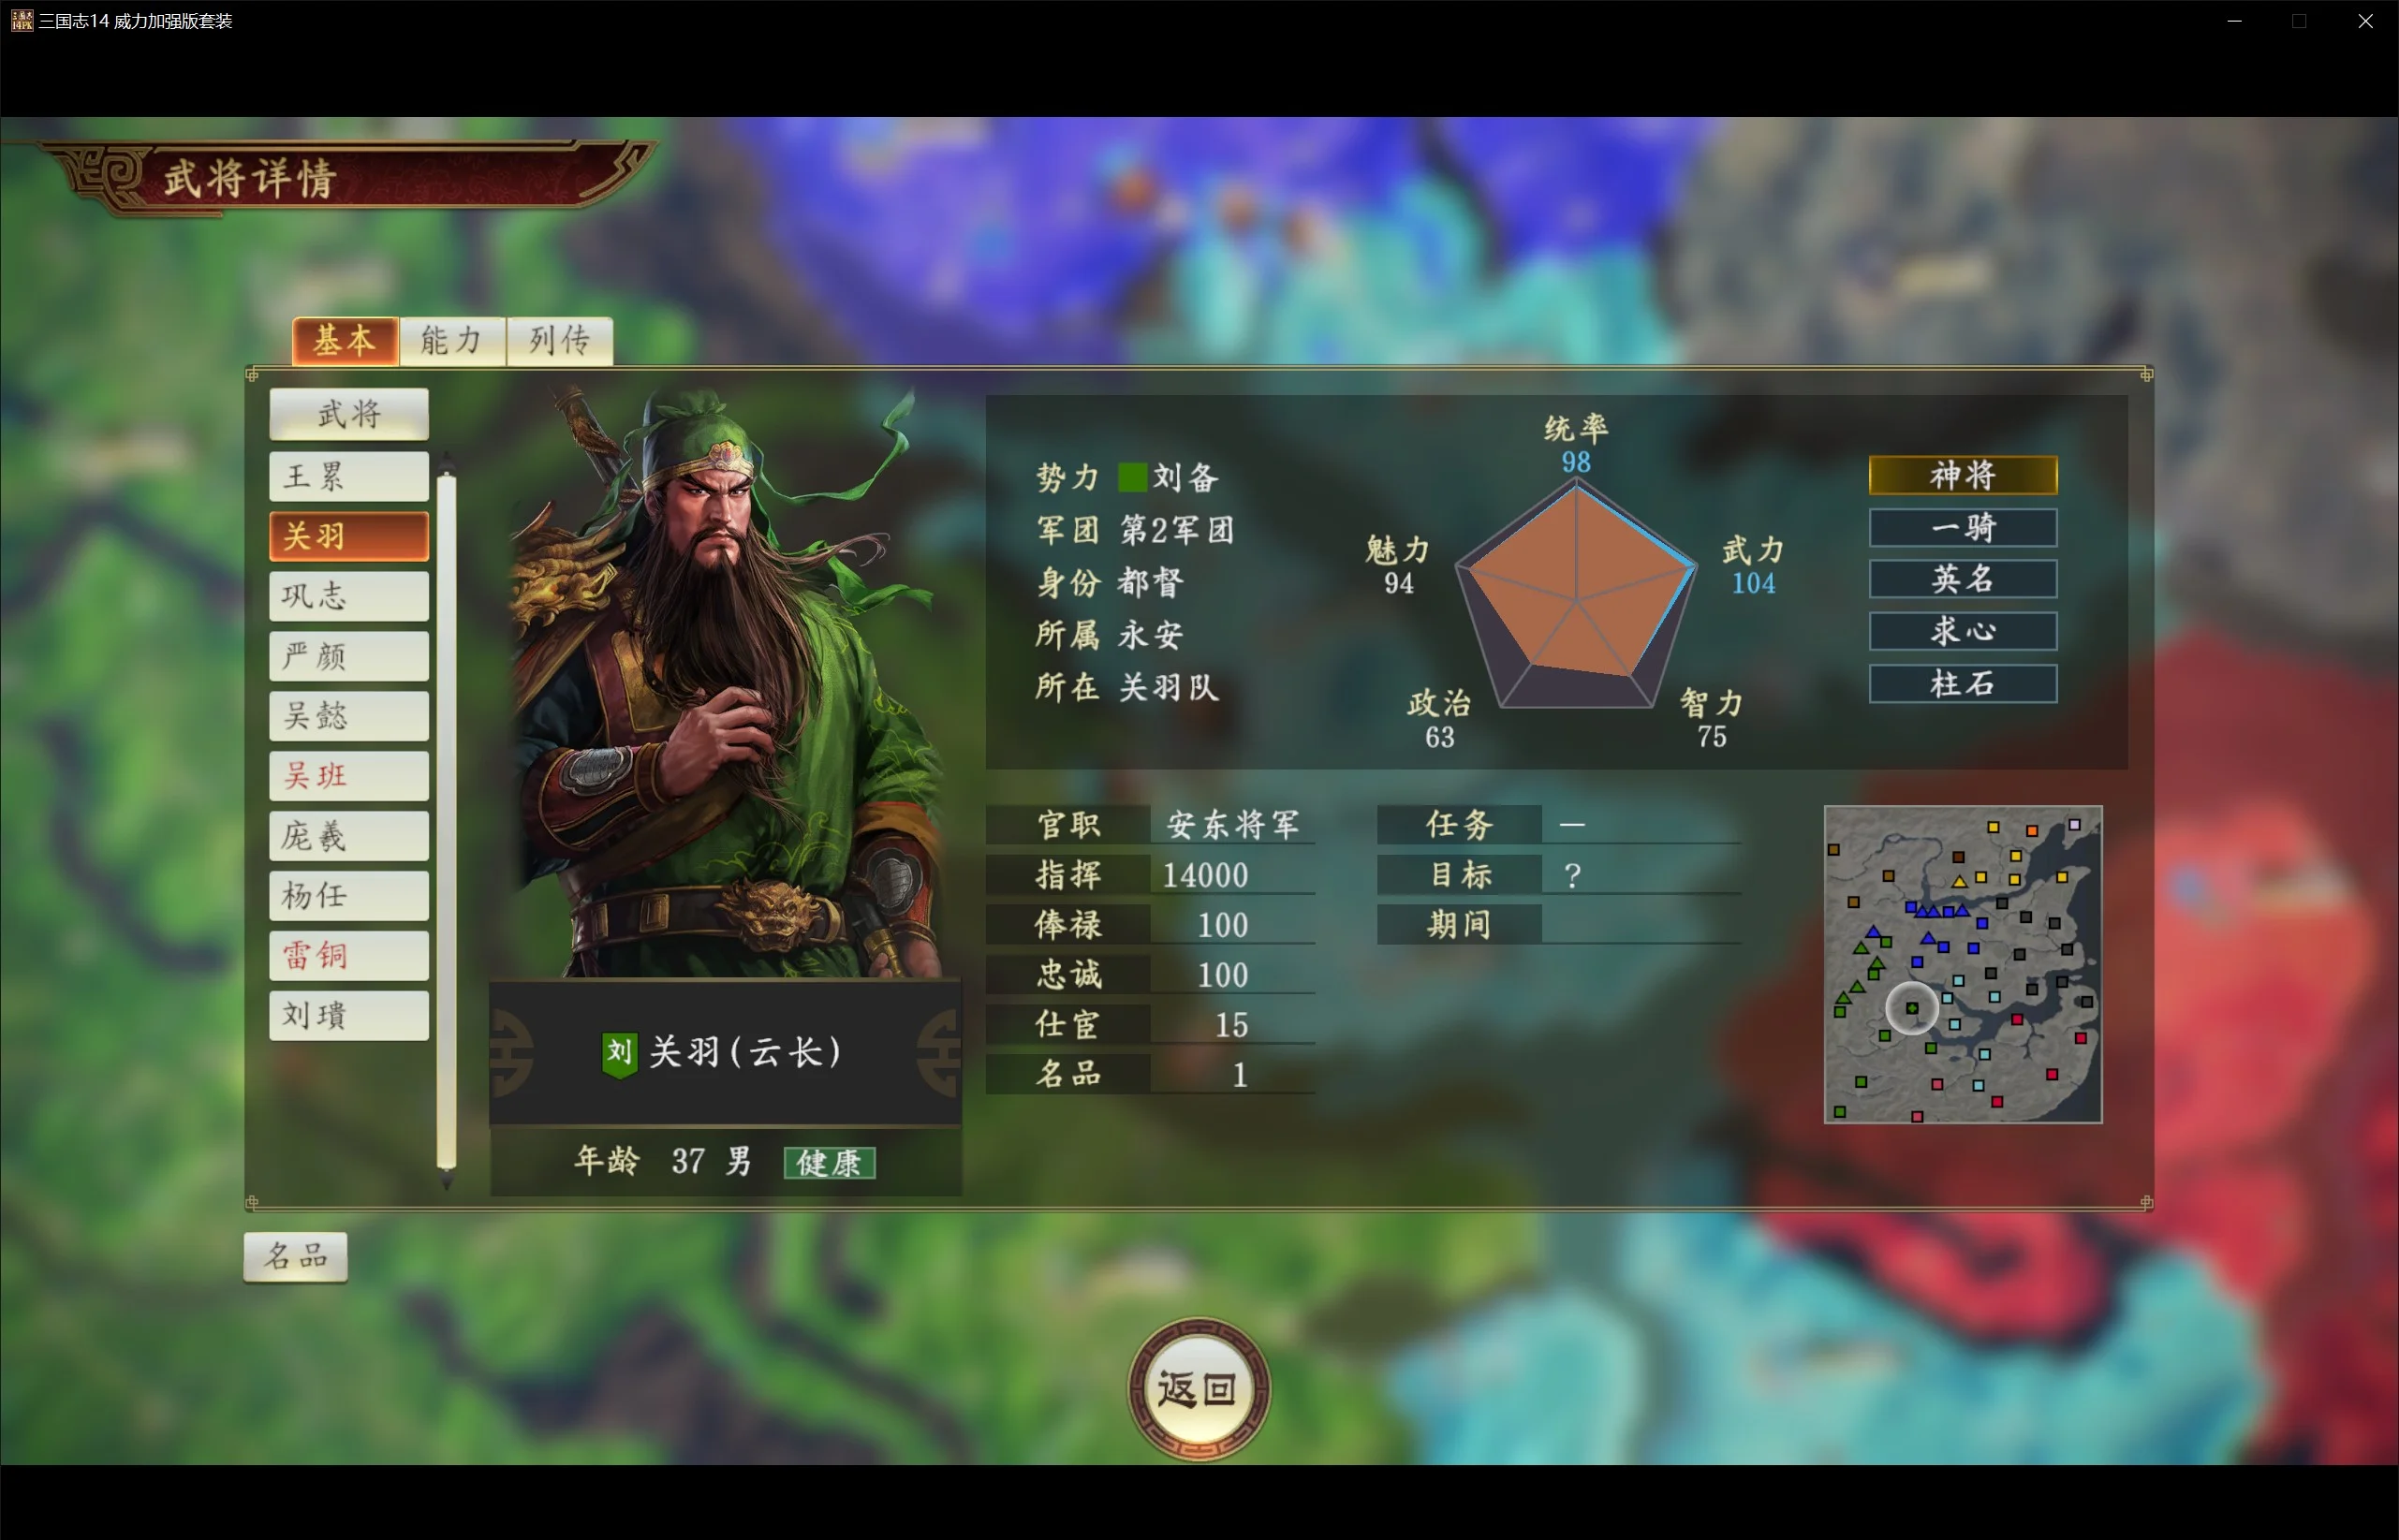 三国志14 威力加强版套装
武将详情
基本 能力 列传
武将
王累
关羽
巩志
严颜
吴懿
吴班
庞羲
杨任
雷铜
刘璝
刘 关羽(云长)
年龄 37 男 健康
势力 刘备
军团 第2军团
身份 都督
所属 永安
所在 关羽队
统率
98
武力
104
智力
75
政治
63
魅力
94
神将
一骑
英名
求心
柱石
官职 安东将军
指挥 14000
俸禄 100
忠诚 100
仕宦 15
名品 1
任务 —
目标 ?
期间
名品
返回